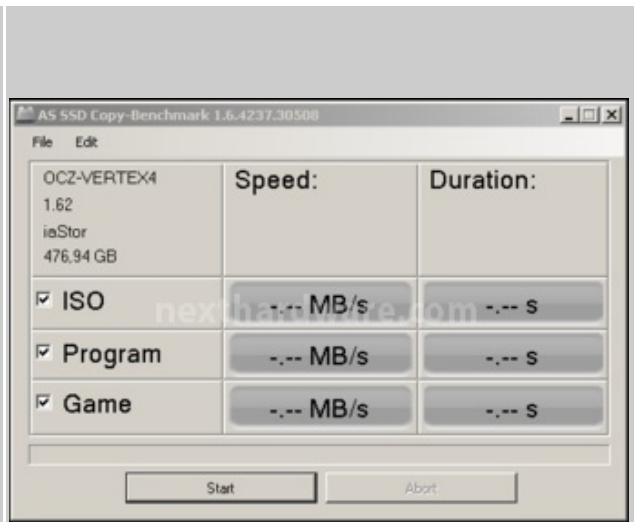 AS SSD Copy-Benchmark 1.6.4237.30508
File Edit
OCZ-VERTEX4
1.62
iaStor
476,94 GB
Speed:
Duration:
ISO
-.-- MB/s
-.-- s
Program
-.-- MB/s
-.-- s
Game
-.-- MB/s
-.-- s
nexthardware.com
Start
Abort